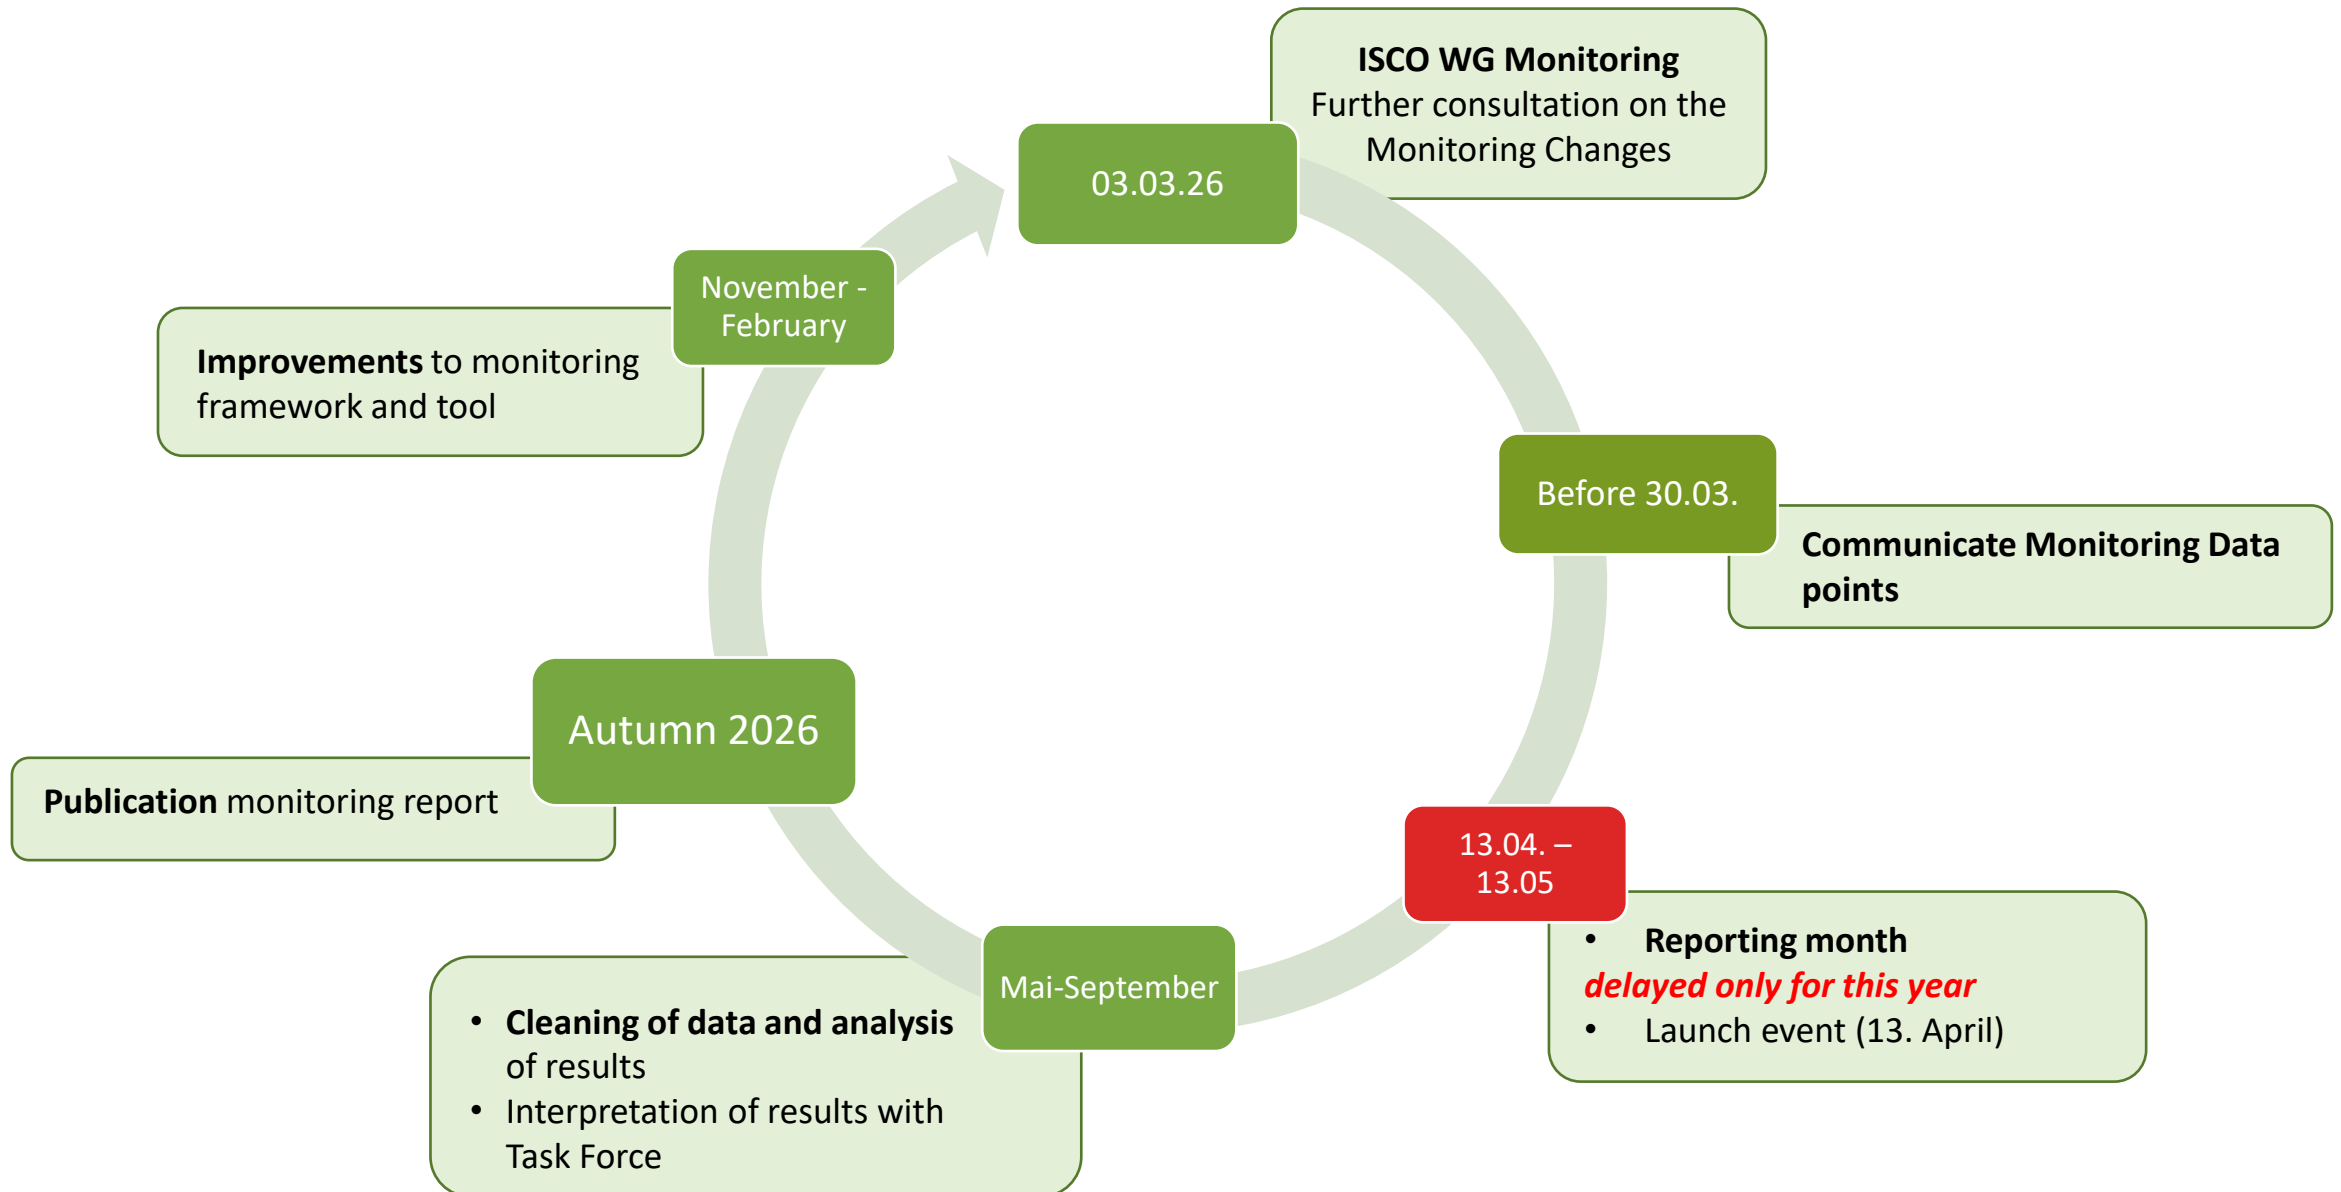 ISCO WG Monitoring
Further consultation on the
Monitoring Changes
03.03.26
Before 30.03.
Communicate Monitoring Data
points
13.04. –
13.05
• Reporting month
delayed only for this year
• Launch event (13. April)
Mai-September
• Cleaning of data and analysis
of results
• Interpretation of results with
Task Force
Autumn 2026
Publication monitoring report
November -
February
Improvements to monitoring
framework and tool